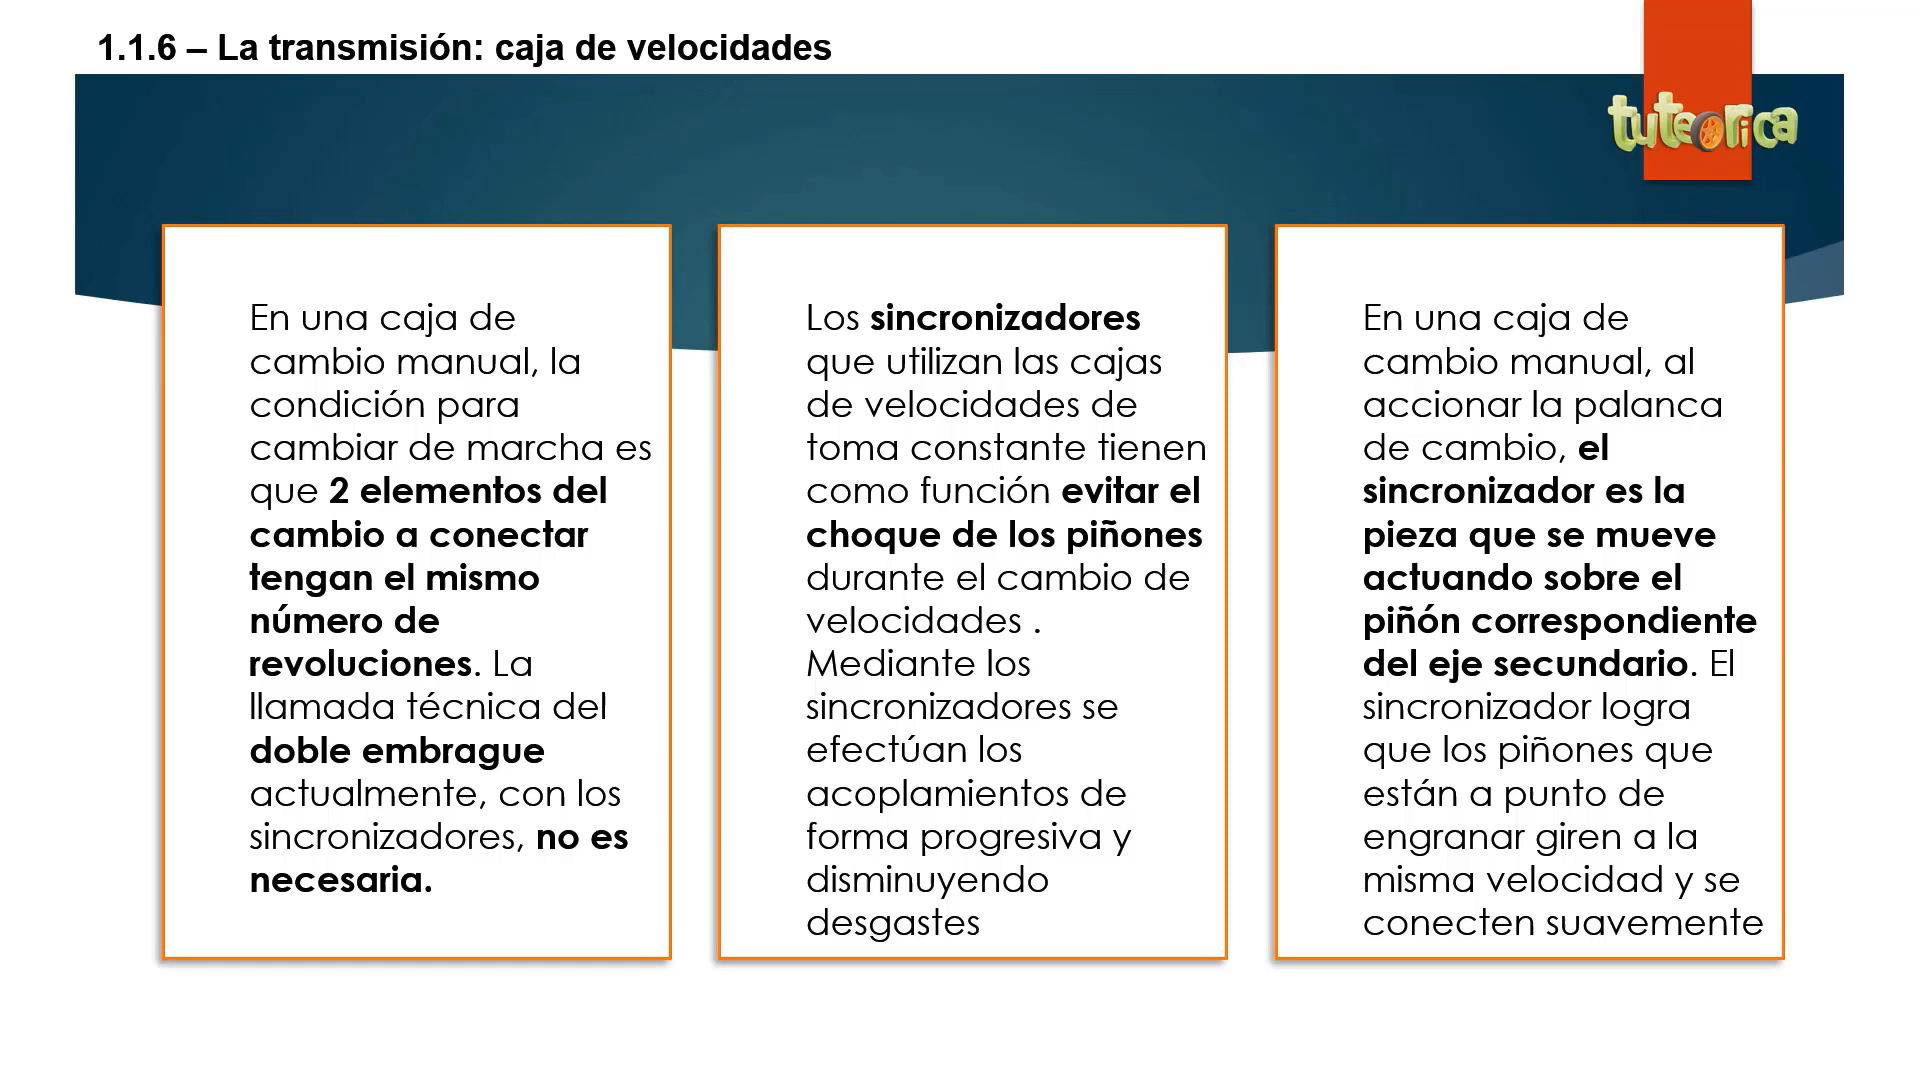 1.1.6 – La transmisión: caja de velocidades
tuteorica
En una caja de
cambio manual, la
condición para
cambiar de marcha es
que 2 elementos del
cambio a conectar
tengan el mismo
número de
revoluciones. La
llamada técnica del
doble embrague
actualmente, con los
sincronizadores, no es
necesaria.
Los sincronizadores
que utilizan las cajas
de velocidades de
toma constante tienen
como función evitar el
choque de los piñones
durante el cambio de
velocidades .
Mediante los
sincronizadores se
efectúan los
acoplamientos de
forma progresiva y
disminuyendo
desgastes
En una caja de
cambio manual, al
accionar la palanca
de cambio, el
sincronizador es la
pieza que se mueve
actuando sobre el
piñón correspondiente
del eje secundario. El
sincronizador logra
que los piñones que
están a punto de
engranar giren a la
misma velocidad y se
conecten suavemente